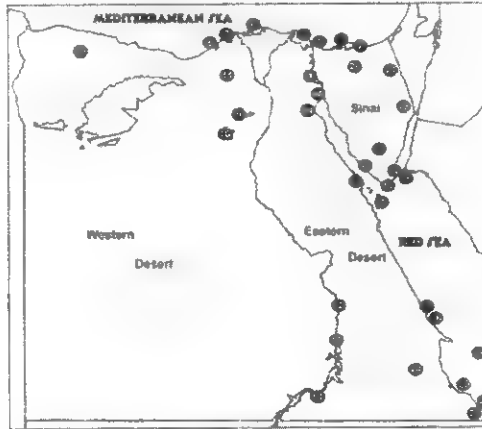 MEDITERRANEAN SEA
Sinai
Western
Desert
Eastern
Desert
RED SEA